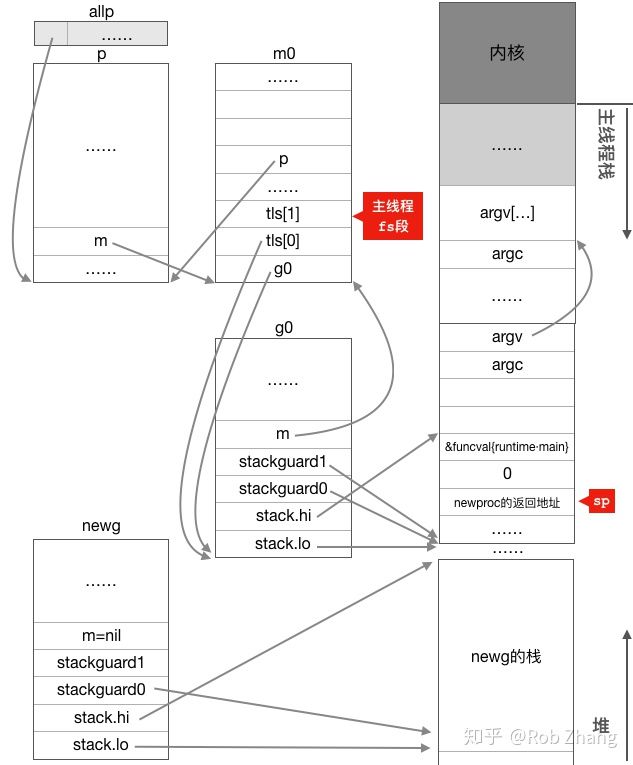 allp
……
p
……
m
……
m0
……
p
……
tls[1]
tls[0]
g0
主线程
fs段
g0
……
m
stackguard1
stackguard0
stack.hi
stack.lo
newg
……
m=nil
stackguard1
stackguard0
stack.hi
stack.lo
内核
……
argv[…]
argc
……
argv
argc
&funcval{runtime·main}
0
newproc的返回地址
……
……
newg的栈
主线程栈
sp
堆
知乎 @Rob Zhang